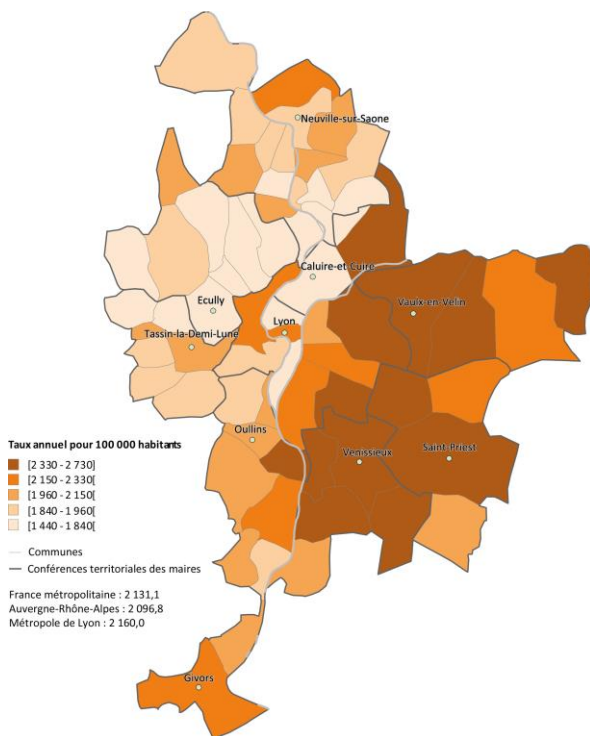 Neuville-sur-Saone
Caluire-et-Cuire
Vaulx-en-Velin
Ecully
Lyon
Tassin-la-Demi-Lune
Oullins
Venissieux
Saint-Priest
Givors
Taux annuel pour 100 000 habitants
[2 330 - 2 730]
[2 150 - 2 330[
[1 960 - 2 150[
[1 840 - 1 960[
[1 440 - 1 840[
Communes
Conférences territoriales des maires
France métropolitaine : 2 131,1
Auvergne-Rhône-Alpes : 2 096,8
Métropole de Lyon : 2 160,0